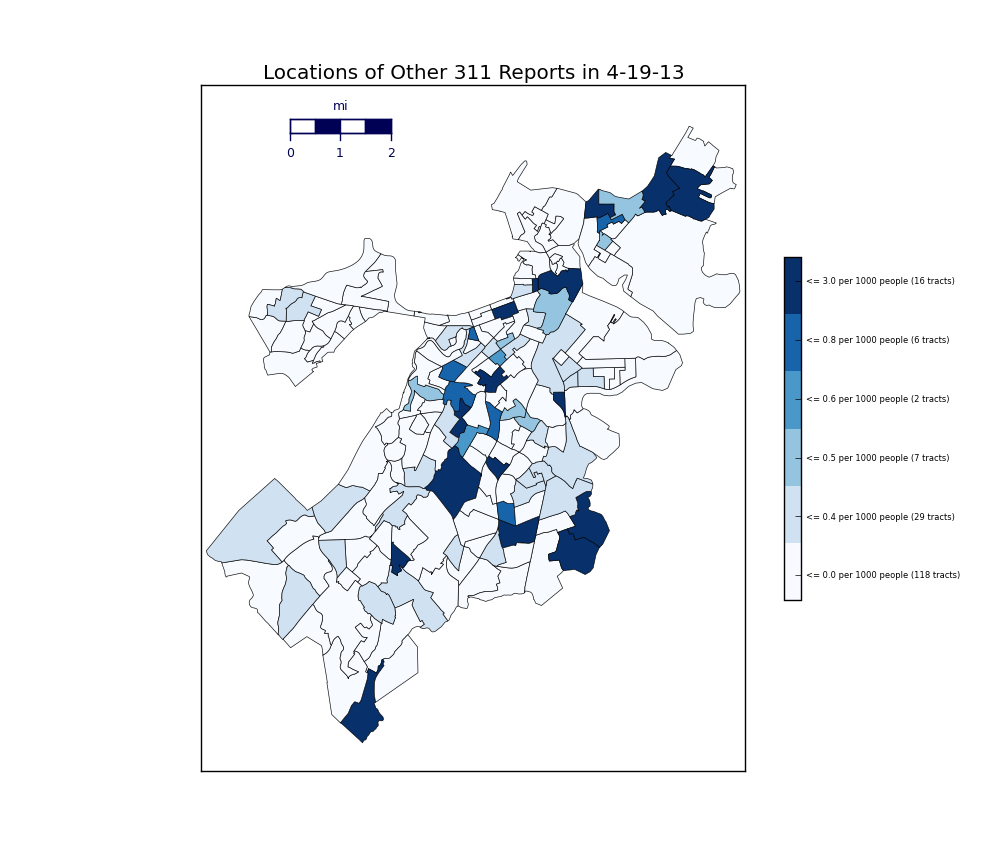 Locations of Other 311 Reports in 4-19-13
mi
0 1 2
<= 3.0 per 1000 people (16 tracts)
<= 0.8 per 1000 people (6 tracts)
<= 0.6 per 1000 people (2 tracts)
<= 0.5 per 1000 people (7 tracts)
<= 0.4 per 1000 people (29 tracts)
<= 0.0 per 1000 people (118 tracts)